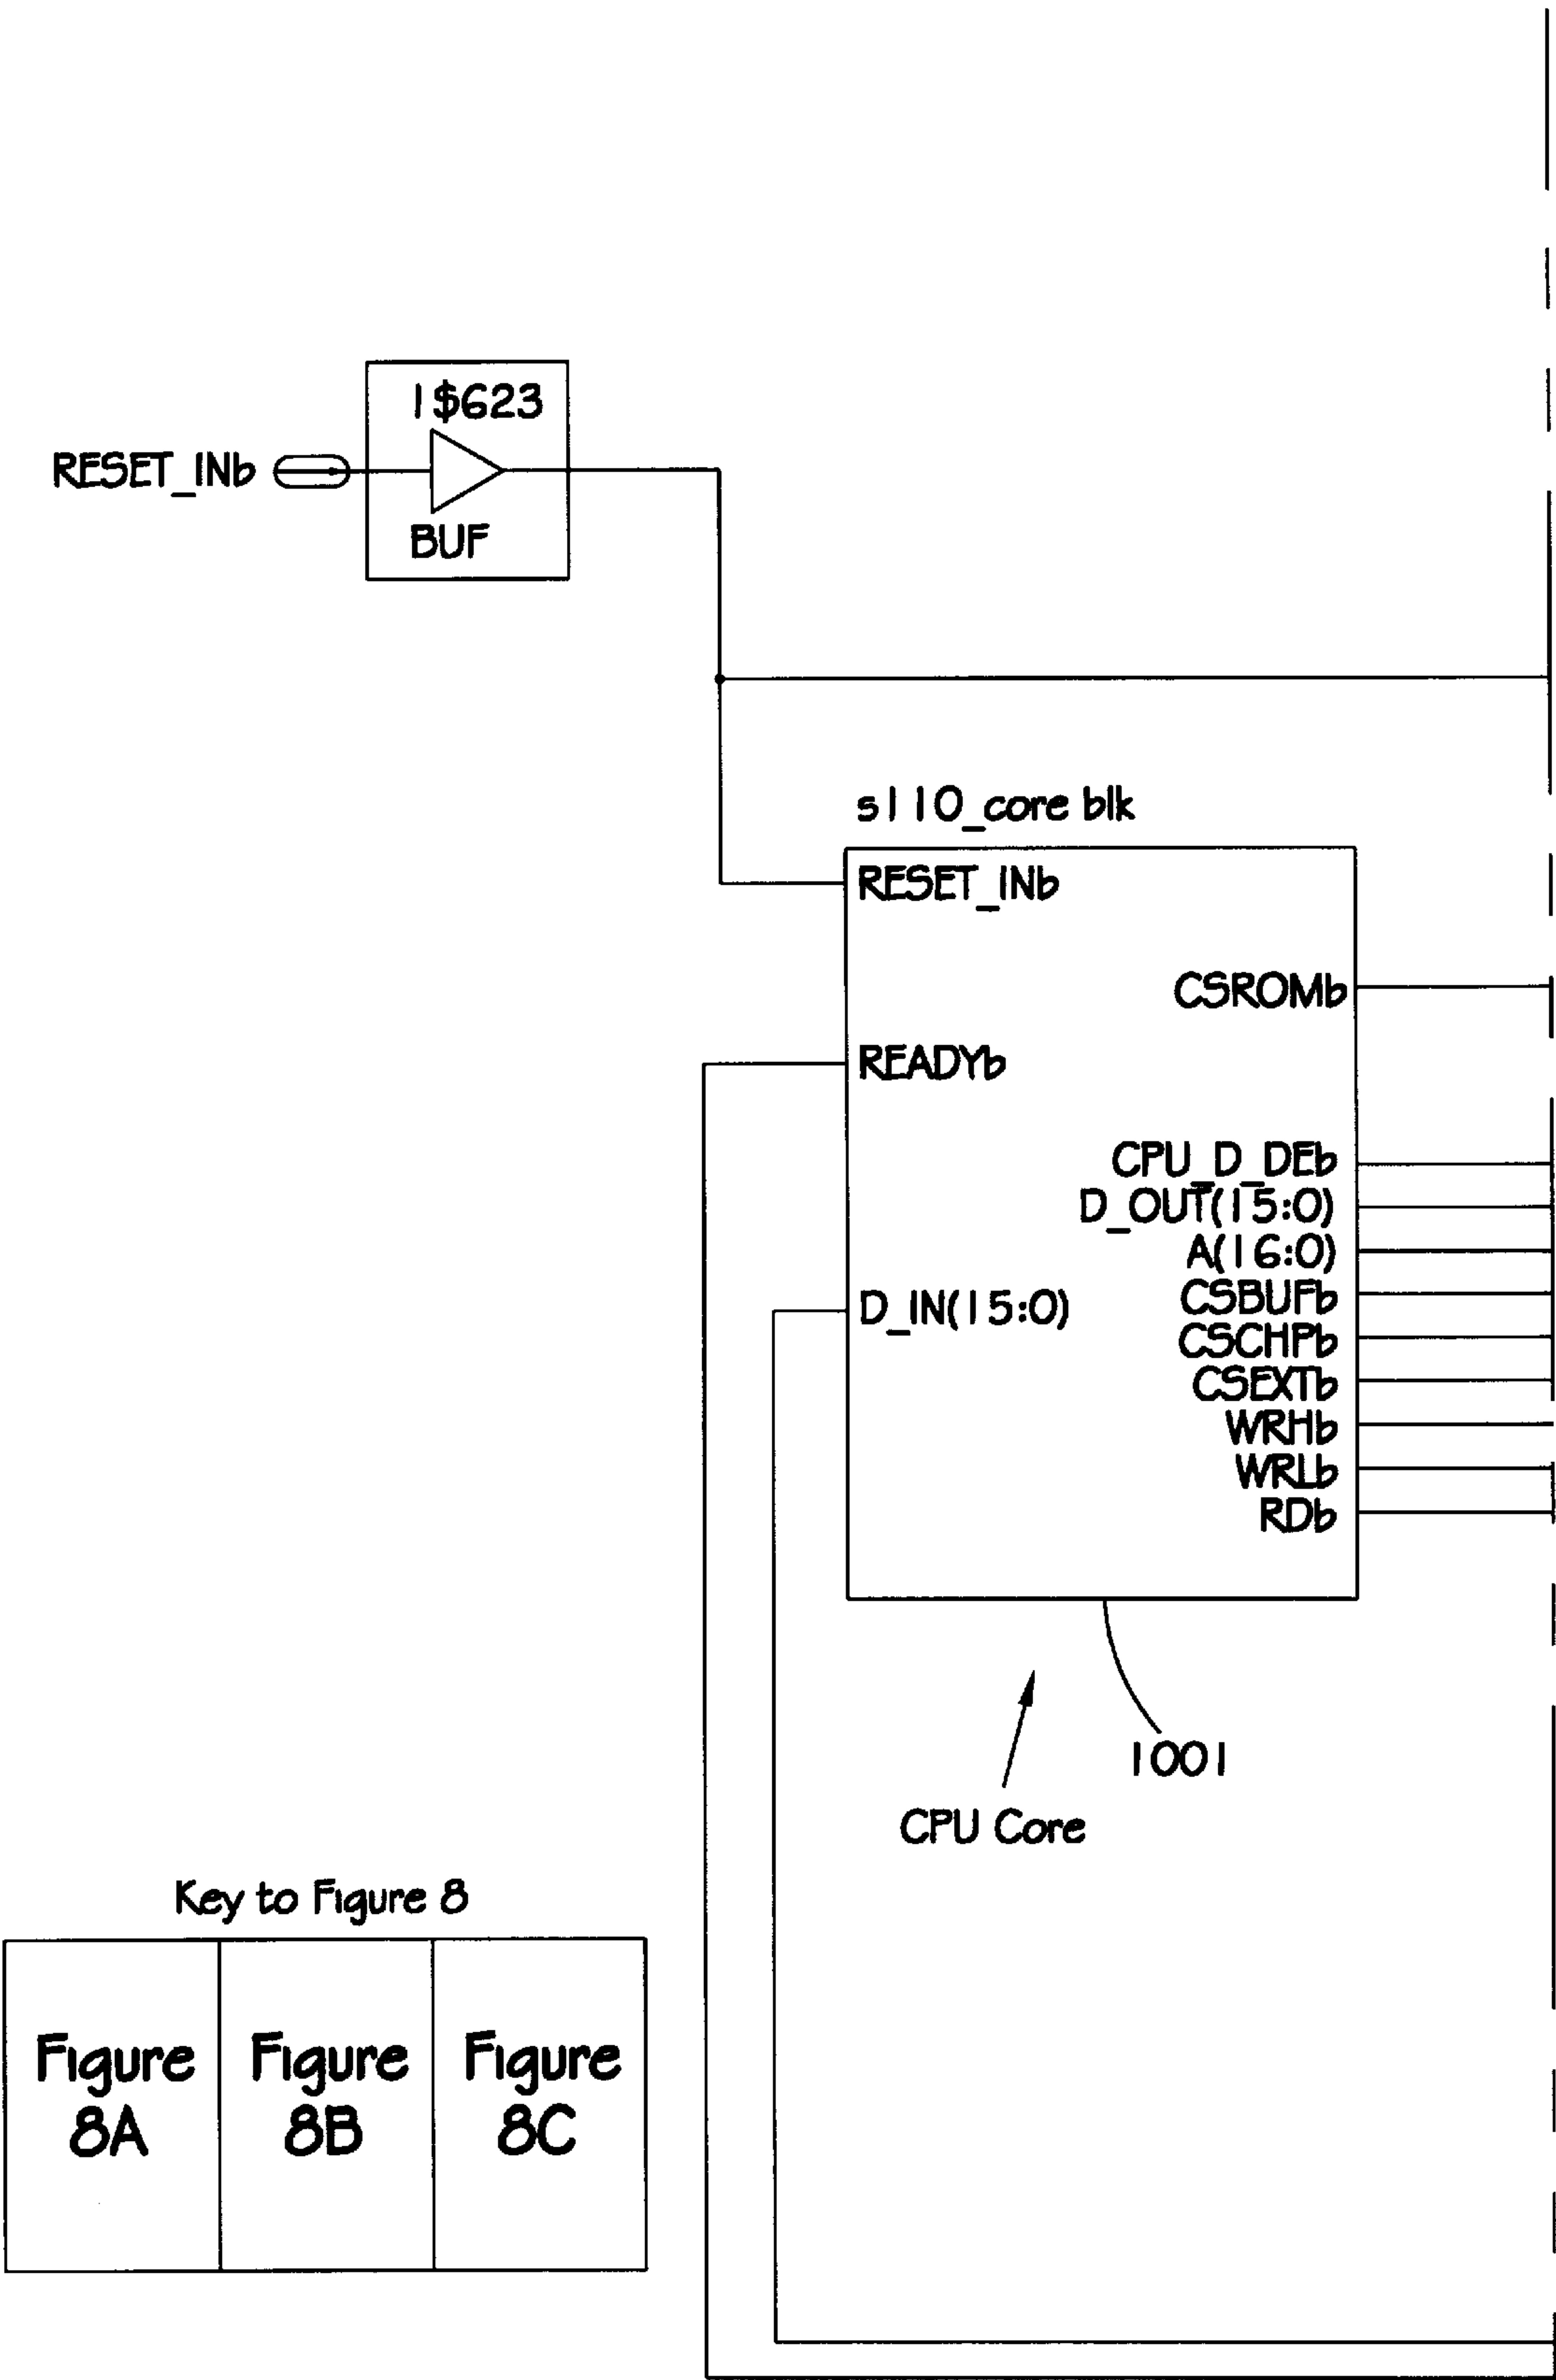 1$623
RESET_INb
BUF
s110_core blk
RESET_INb
CSROMb
READYb
CPU_D_DEb
D_OUT(15:0)
A(16:0)
CSBUFb
D_IN(15:0)
CSCHPb
CSEXTb
WRHb
WRLb
RDb
1001
CPU Core
Key to Figure 8
Figure
8A
Figure
8B
Figure
8C